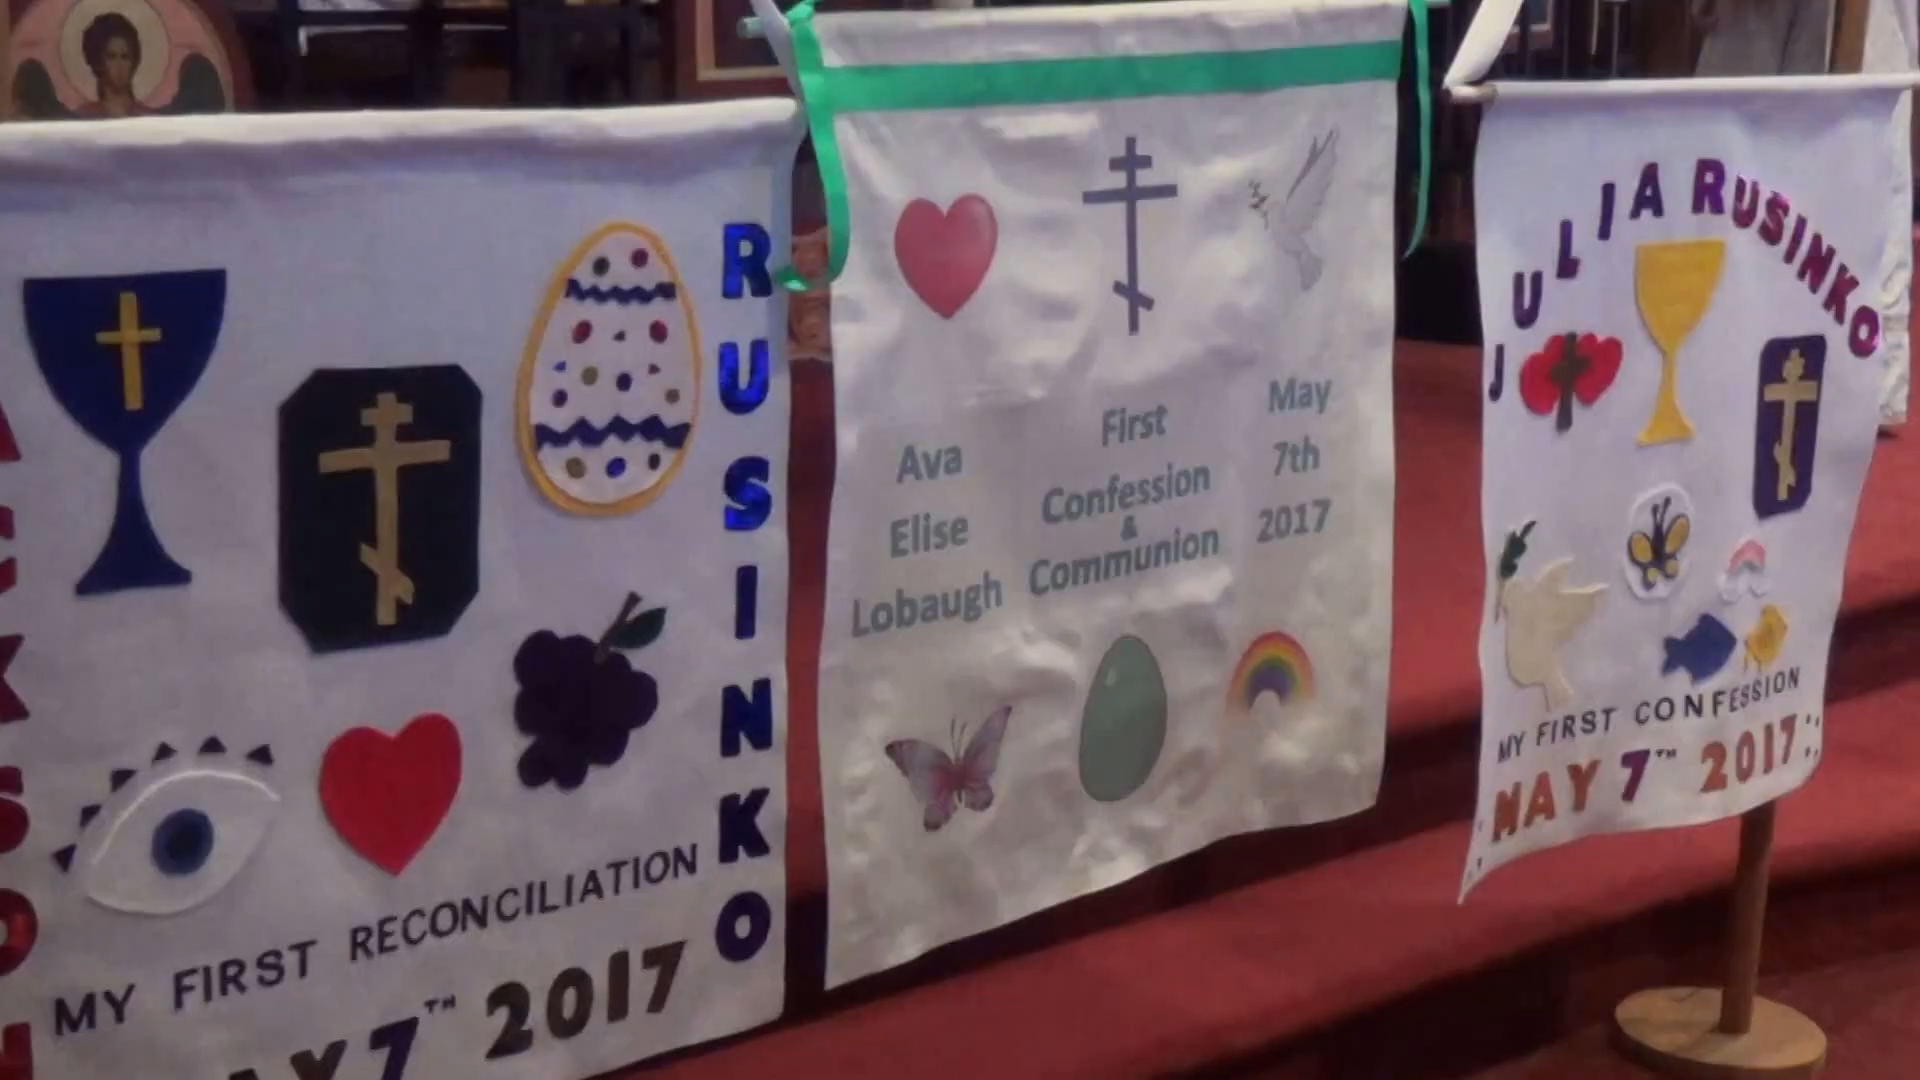 RUSINKO
MY FIRST RECONCILIATION
7TH 2017
Ava
Elise
Lobaugh
First
Confession
&
Communion
May
7th
2017
JULIA RUSINKO
MY FIRST CONFESSION
MAY 7TH 2017